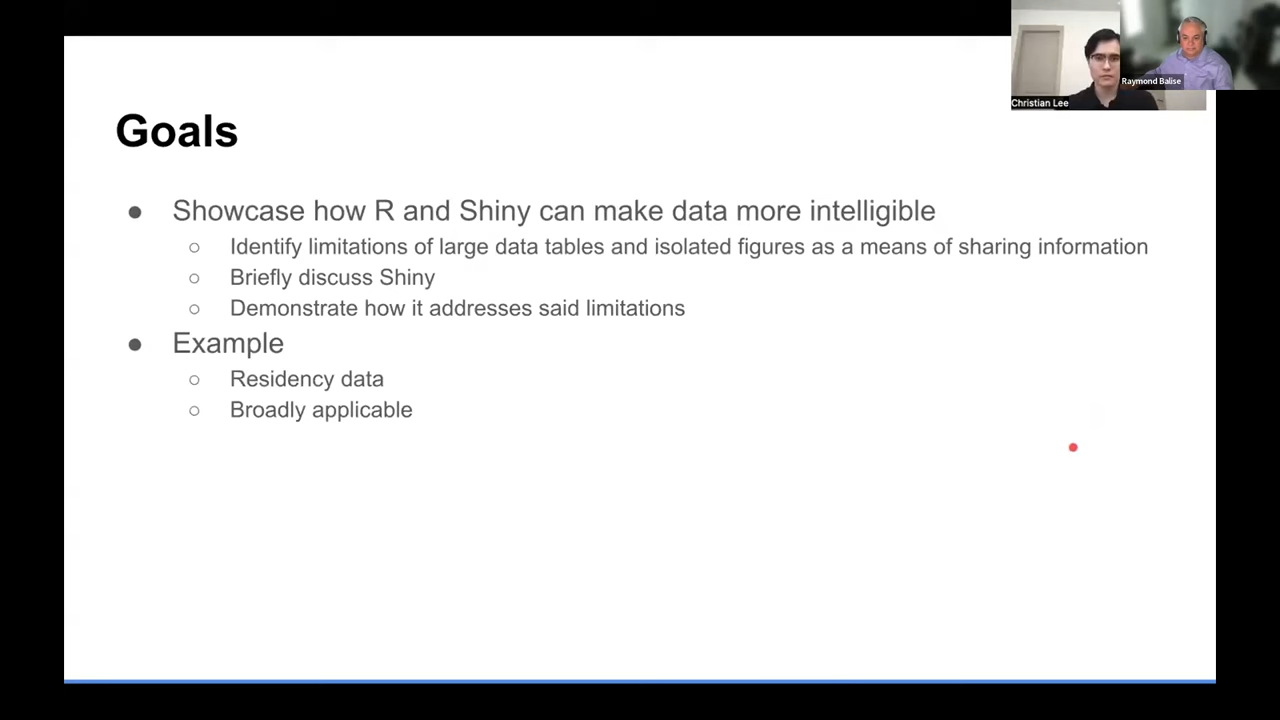 Christian Lee
Raymond Balise
Goals
● Showcase how R and Shiny can make data more intelligible
○ Identify limitations of large data tables and isolated figures as a means of sharing information
○ Briefly discuss Shiny
○ Demonstrate how it addresses said limitations
● Example
○ Residency data
○ Broadly applicable